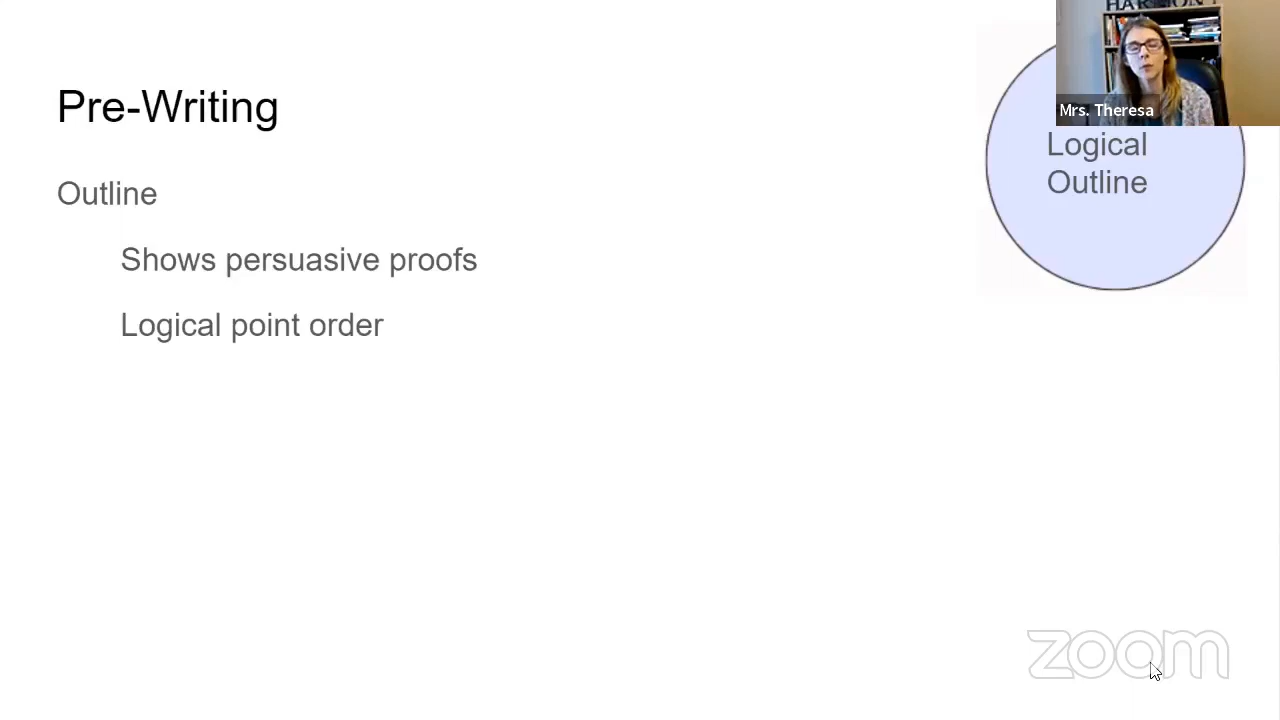 Pre-Writing
Outline
Shows persuasive proofs
Logical point order
Mrs. Theresa
Logical
Outline
zoom